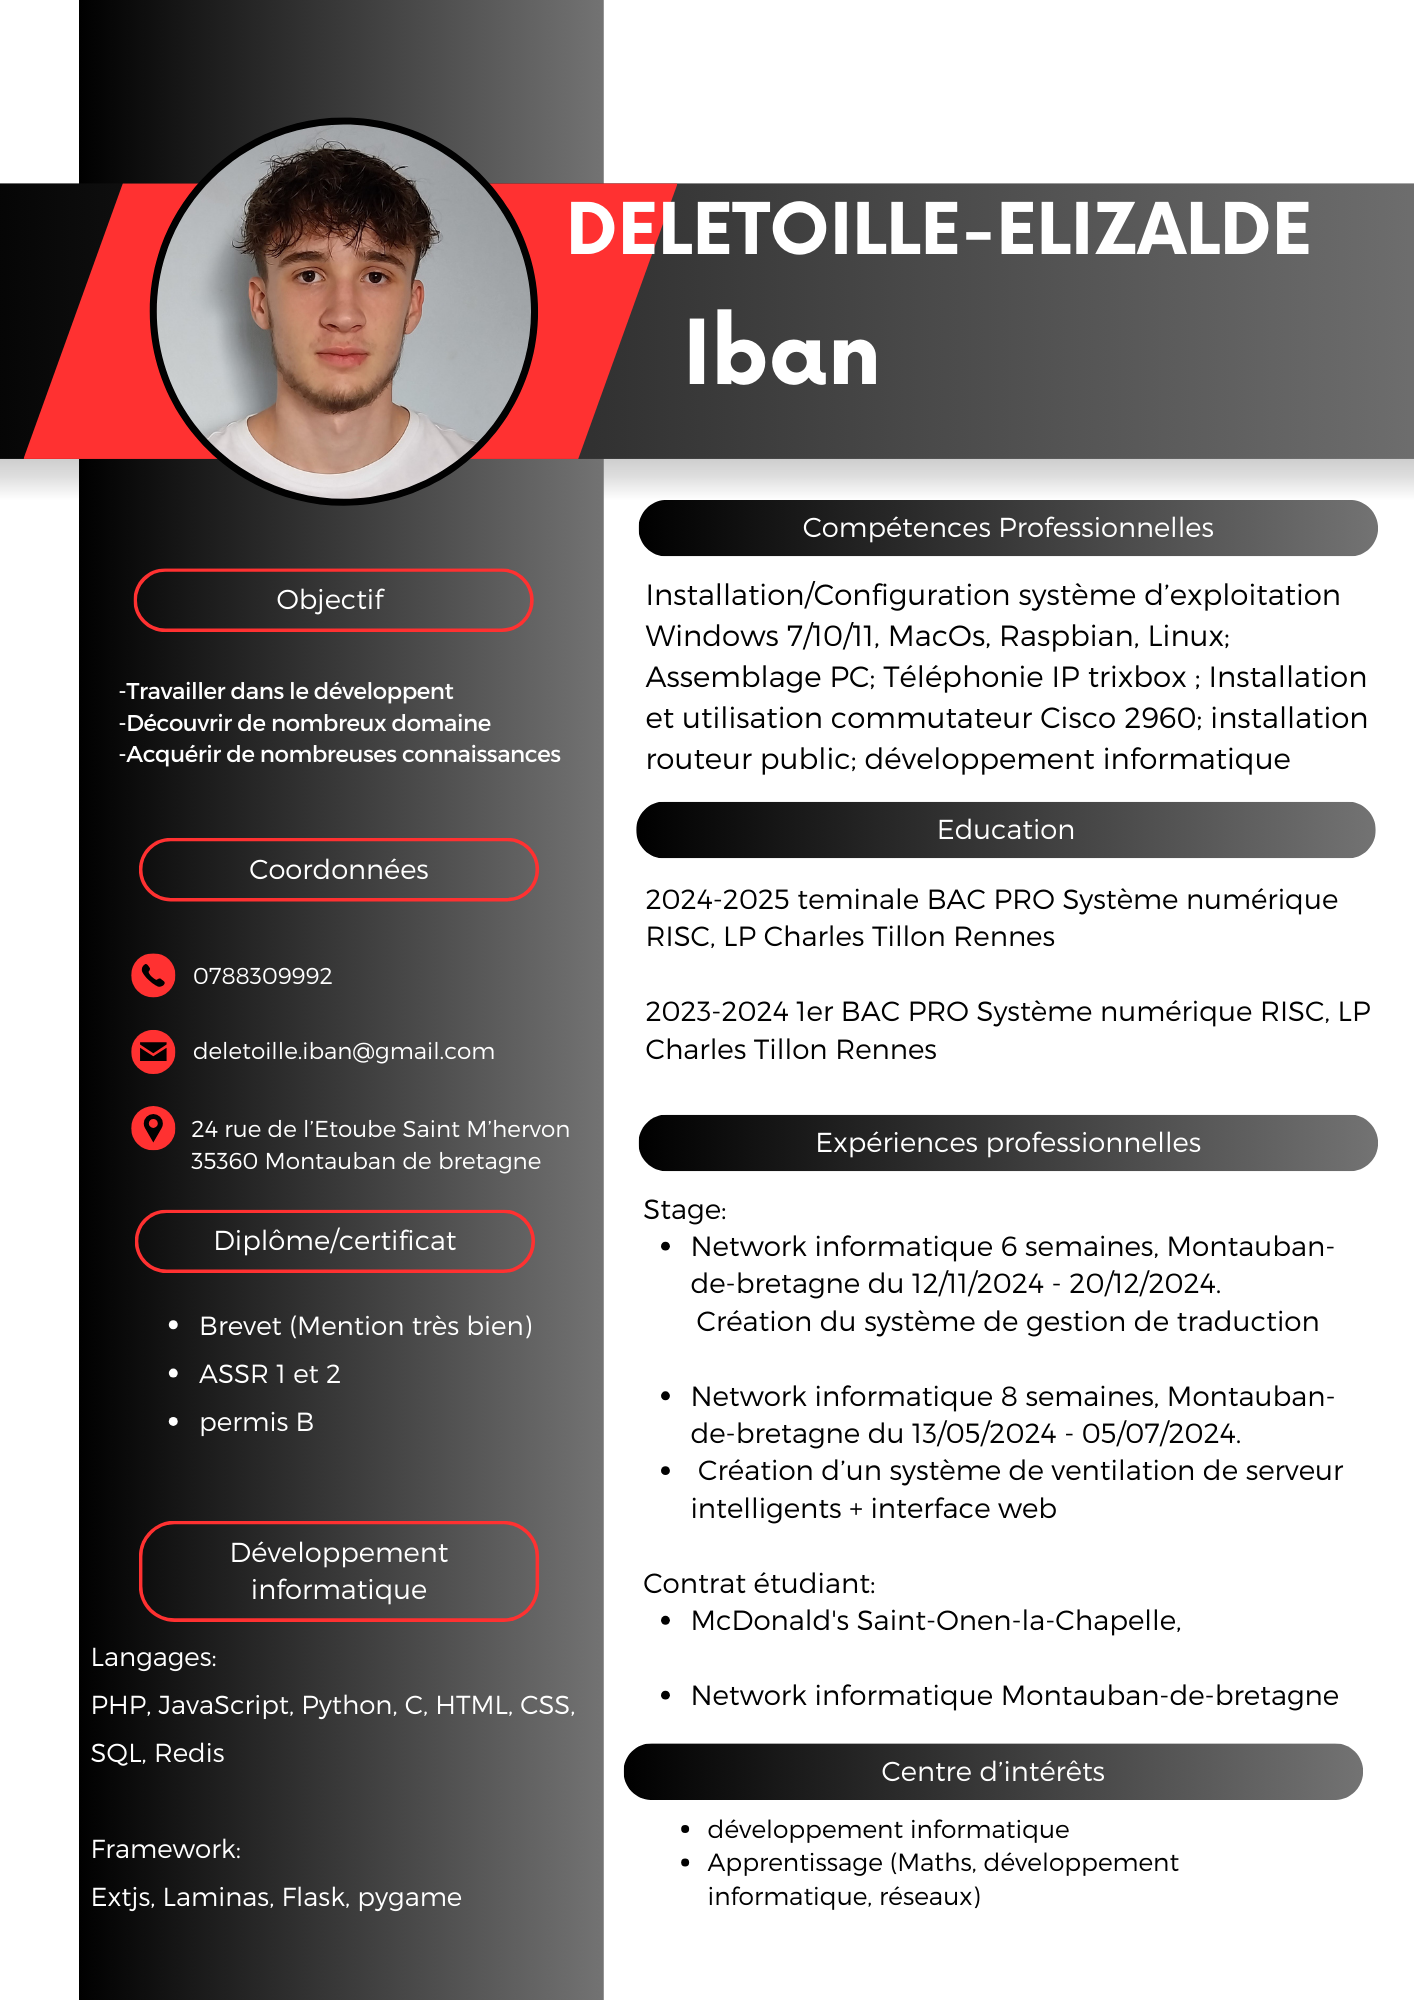 DELETOILLE-ELIZALDE
Iban
Objectif
-Travailler dans le développent
-Découvrir de nombreux domaine
-Acquérir de nombreuses connaissances
Coordonnées
0788309992
deletoille.iban@gmail.com
24 rue de l’Etoube Saint M’hervon
35360 Montauban de bretagne
Diplôme/certificat
• Brevet (Mention très bien)
• ASSR 1 et 2
• permis B
Développement
informatique
Langages:
PHP, JavaScript, Python, C, HTML, CSS,
SQL, Redis
Framework:
Extjs, Laminas, Flask, pygame
Compétences Professionnelles
Installation/Configuration système d’exploitation
Windows 7/10/11, MacOs, Raspbian, Linux;
Assemblage PC; Téléphonie IP trixbox ; Installation
et utilisation commutateur Cisco 2960; installation
routeur public; développement informatique
Education
2024-2025 teminale BAC PRO Système numérique
RISC, LP Charles Tillon Rennes
2023-2024 1er BAC PRO Système numérique RISC, LP
Charles Tillon Rennes
Expériences professionnelles
Stage:
• Network informatique 6 semaines, Montauban-
de-bretagne du 12/11/2024 - 20/12/2024.
Création du système de gestion de traduction
• Network informatique 8 semaines, Montauban-
de-bretagne du 13/05/2024 - 05/07/2024.
• Création d’un système de ventilation de serveur
intelligents + interface web
Contrat étudiant:
• McDonald's Saint-Onen-la-Chapelle,
• Network informatique Montauban-de-bretagne
Centre d’intérêts
• développement informatique
• Apprentissage (Maths, développement
informatique, réseaux)